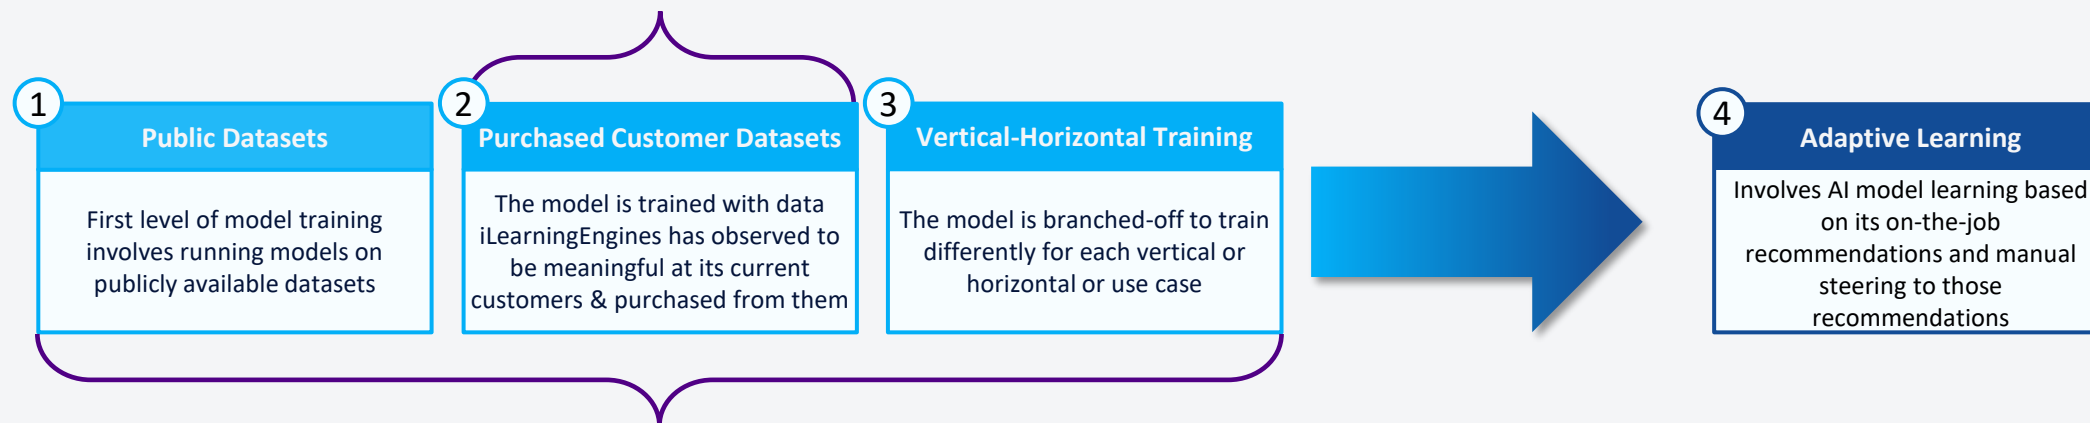 1
Public Datasets
First level of model training
involves running models on
publicly available datasets
2
Purchased Customer Datasets
The model is trained with data
iLearningEngines has observed to
be meaningful at its current
customers & purchased from them
3
Vertical-Horizontal Training
The model is branched-off to train
differently for each vertical or
horizontal or use case
4
Adaptive Learning
Involves AI model learning based
on its on-the-job
recommendations and manual
steering to those
recommendations